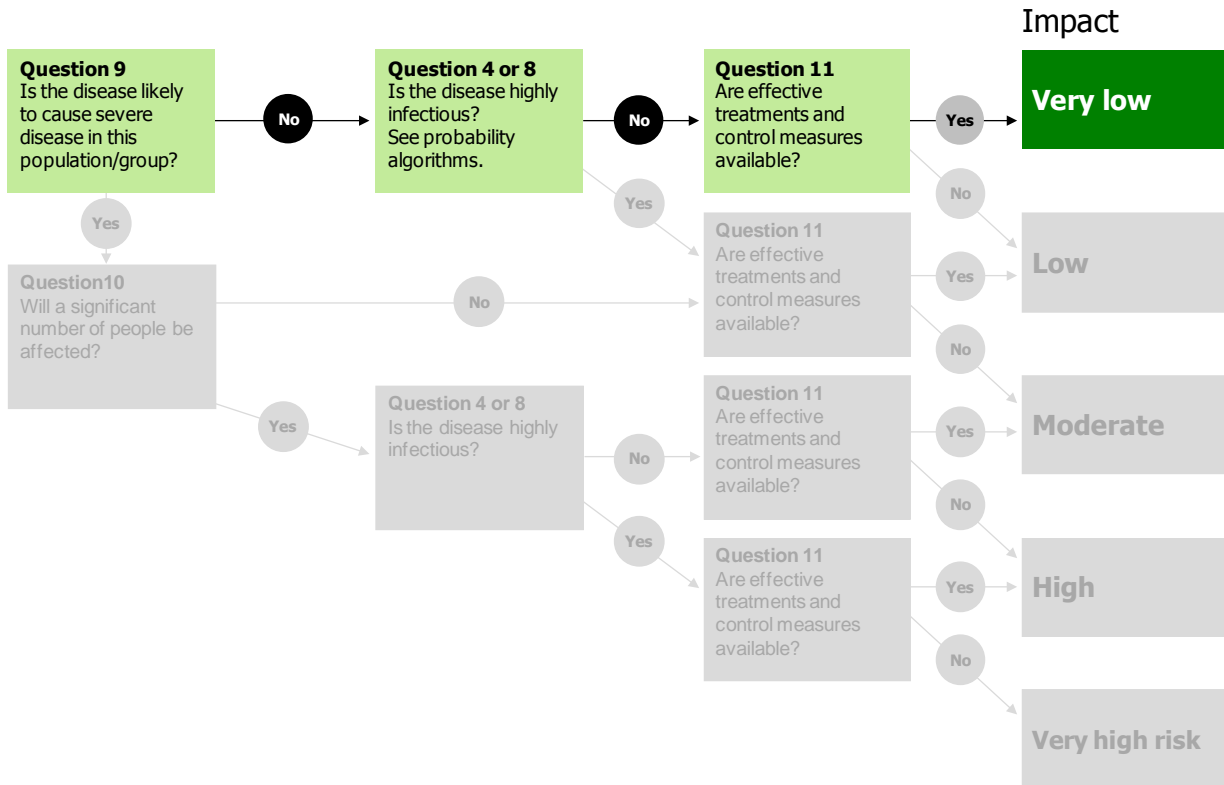 Impact
Question 9
Is the disease likely
to cause severe
disease in this
population/group?
No
Question 4 or 8
Is the disease highly
infectious?
See probability
algorithms.
No
Question 11
Are effective
treatments and
control measures
available?
Yes
Very low
Yes
Yes
No
Question10
Will a significant
number of people be
affected?
No
Question 11
Are effective
treatments and
control measures
available?
Yes
Low
No
Yes
Question 4 or 8
Is the disease highly
infectious?
No
Question 11
Are effective
treatments and
control measures
available?
Yes
Moderate
No
Yes
Question 11
Are effective
treatments and
control measures
available?
Yes
High
No
Very high risk